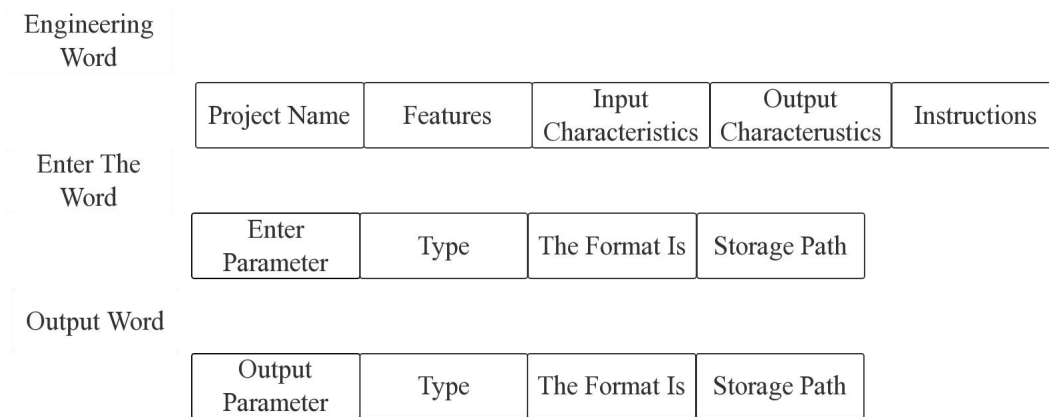 Engineering
Word
Project Name
Features
Input
Characteristics
Output
Characterustics
Instructions
Enter The
Word
Enter
Parameter
Type
The Format Is
Storage Path
Output Word
Output
Parameter
Type
The Format Is
Storage Path